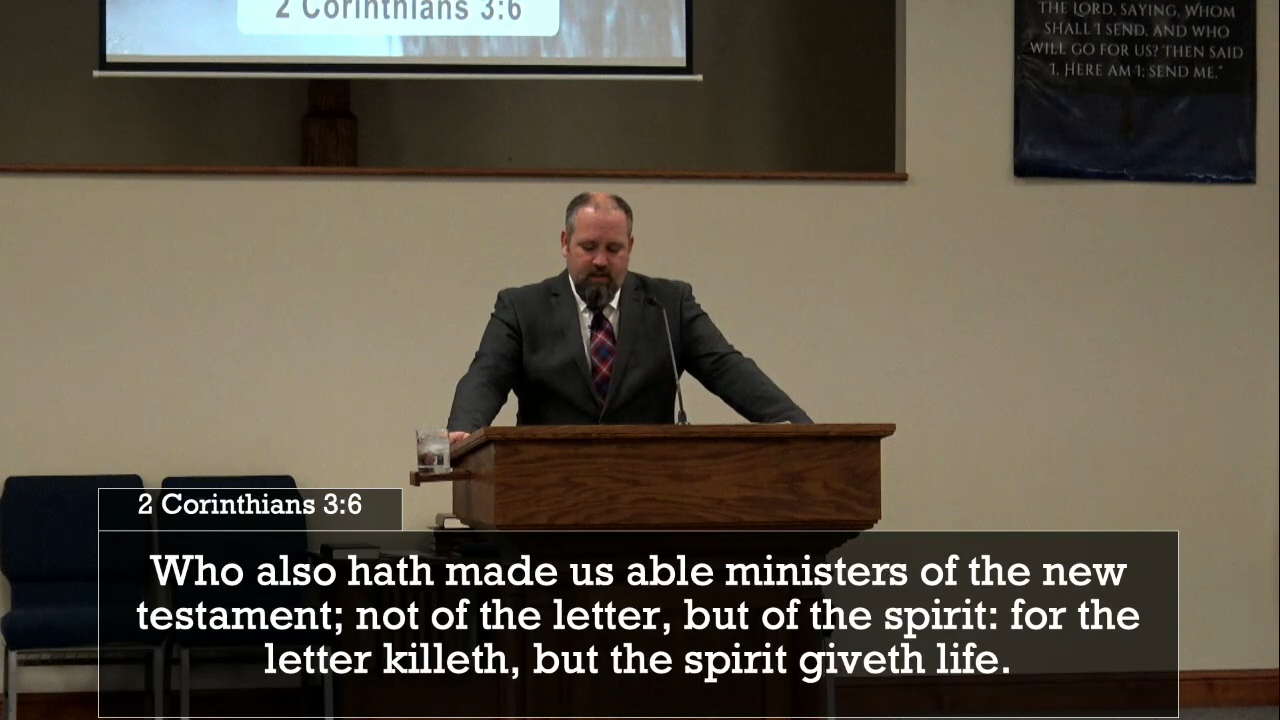 2 Corinthians 3:6
THE LORD, SAYING, WHOM
SHALL I SEND, AND WHO
WILL GO FOR US? THEN SAID
I, HERE AM I; SEND ME."
2 Corinthians 3:6
Who also hath made us able ministers of the new
testament; not of the letter, but of the spirit: for the
letter killeth, but the spirit giveth life.